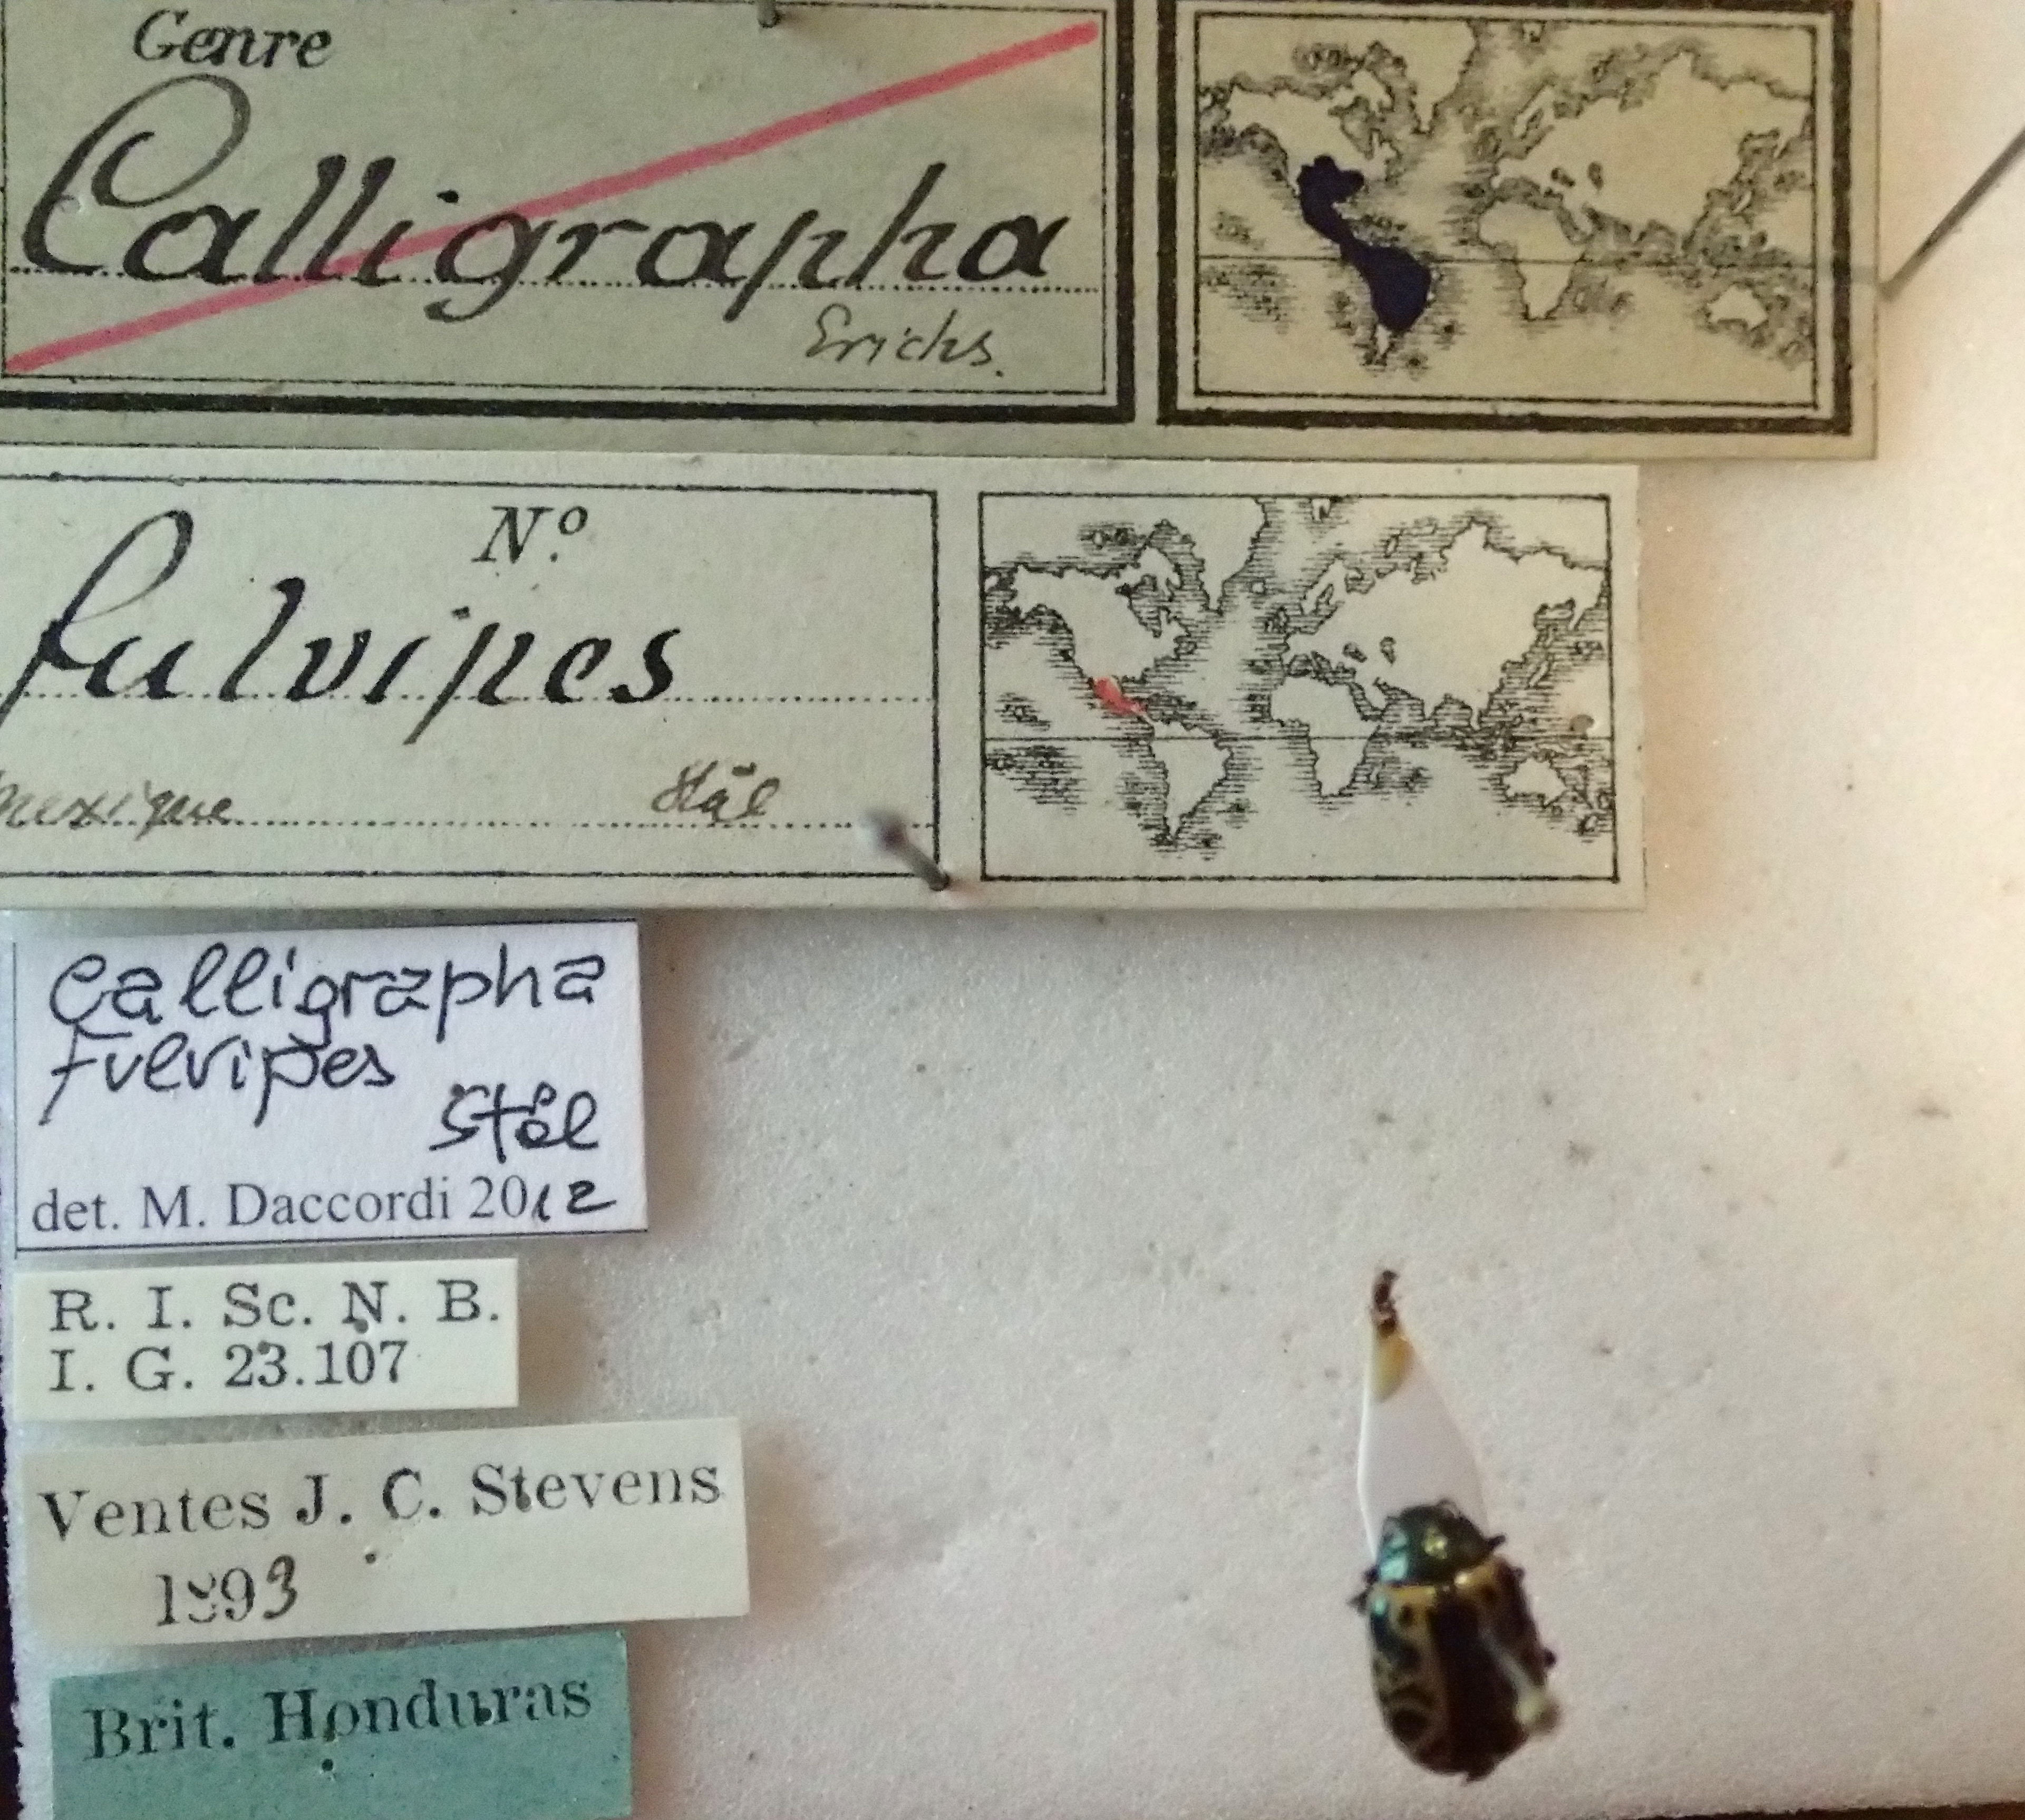 Genre
Calligrapha
Erichs.
N.º
fulvipes
Mexique Stål
Calligrapha
fulvipes
Stål
det. M. Daccordi 2012
R. I. Sc. N. B.
I. G. 23.107
Ventes J. C. Stevens
1893
Brit. Honduras